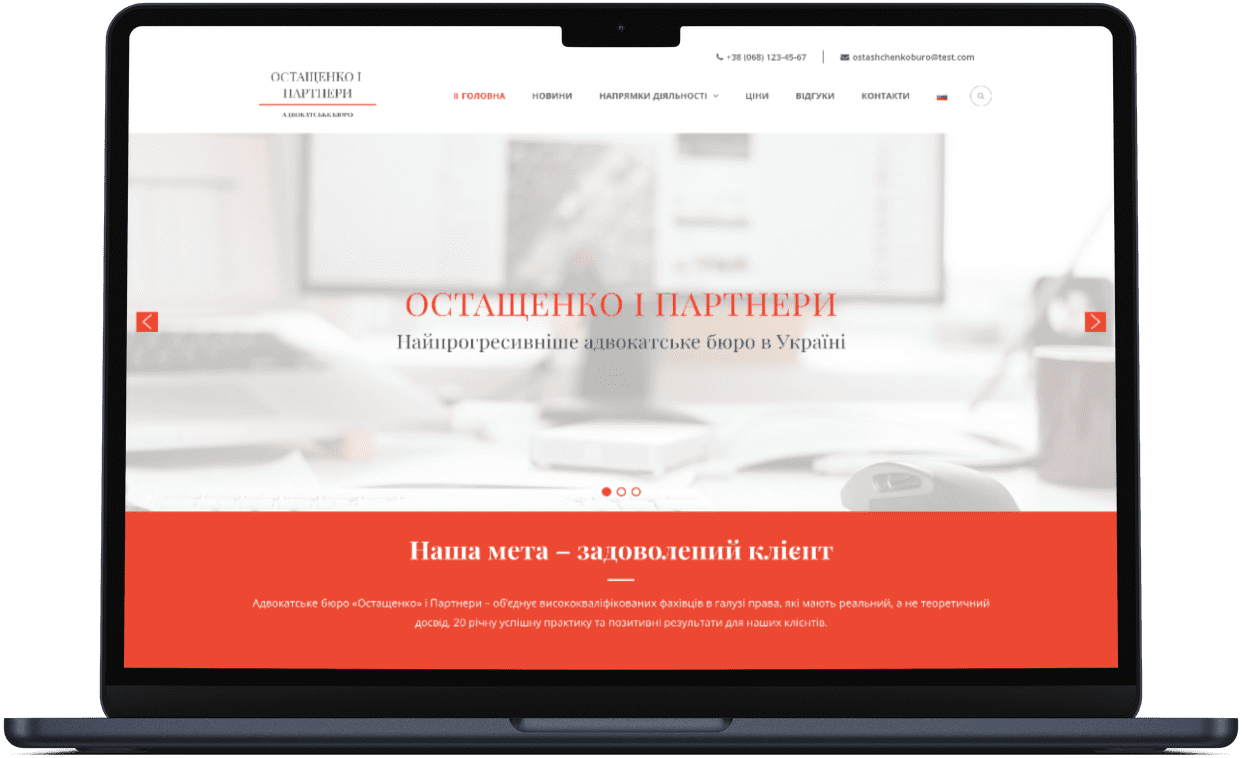 +38 (068) 123-45-67
ostashchenkoburo@test.com
ОСТАЩЕНКО І
ПАРТНЕРИ
АДВОКАТСЬКЕ БЮРО
ІІ ГОЛОВНА
НОВИНИ
НАПРЯМКИ ДІЯЛЬНОСТІ
ЦІНИ
ВІДГУКИ
КОНТАКТИ
ОСТАЩЕНКО І ПАРТНЕРИ
Найпрогресивніше адвокатське бюро в Україні
Наша мета – задоволений клієнт
Адвокатське бюро «Остащенко» і Партнери – об'єднує висококваліфікованих фахівців в галузі права, які мають реальний, а не теоретичний
досвід, 20 річну успішну практику та позитивні результати для наших клієнтів.